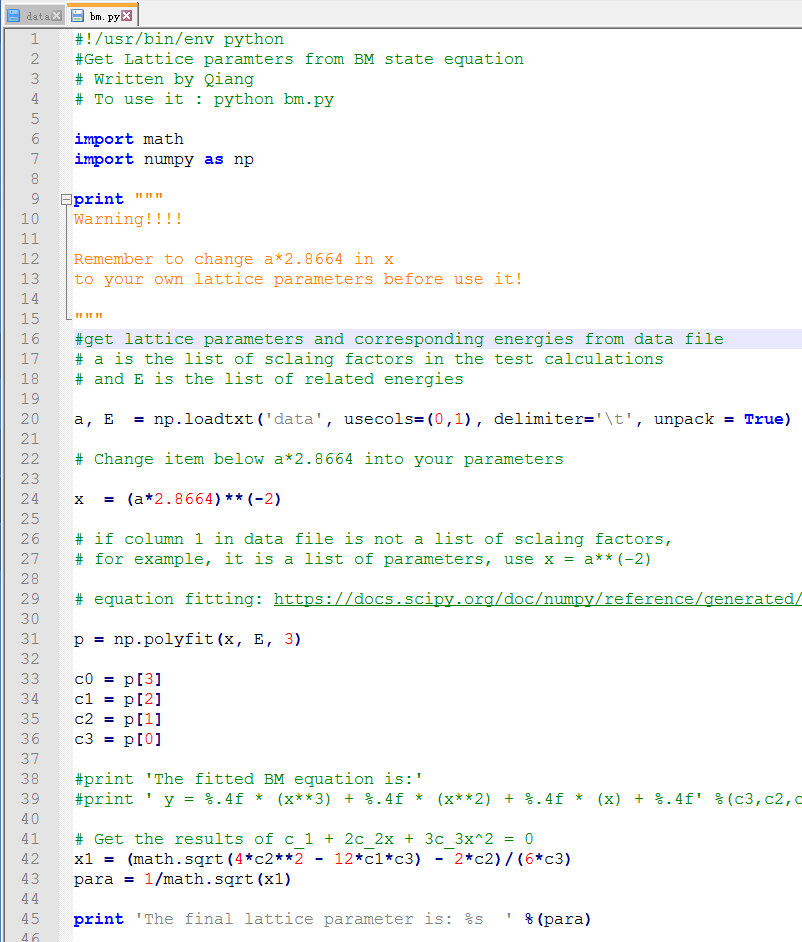 data bm.py
1 #!/usr/bin/env python
2 #Get Lattice paramters from BM state equation
3 # Written by Qiang
4 # To use it : python bm.py
5
6 import math
7 import numpy as np
8
9 print """
10 Warning!!!!
11
12 Remember to change a*2.8664 in x
13 to your own lattice parameters before use it!
14
15 """
16 #get lattice parameters and corresponding energies from data file
17 # a is the list of sclaing factors in the test calculations
18 # and E is the list of related energies
19
20 a, E  = np.loadtxt('data', usecols=(0,1), delimiter='\t', unpack = True)
21
22 # Change item below a*2.8664 into your parameters
23
24 x  = (a*2.8664)**(-2)
25
26 # if column 1 in data file is not a list of sclaing factors,
27 # for example, it is a list of parameters, use x = a**(-2)
28
29 # equation fitting: https://docs.scipy.org/doc/numpy/reference/generated/
30
31 p = np.polyfit(x, E, 3)
32
33 c0 = p[3]
34 c1 = p[2]
35 c2 = p[1]
36 c3 = p[0]
37
38 #print 'The fitted BM equation is:'
39 #print ' y = %.4f * (x**3) + %.4f * (x**2) + %.4f * (x) + %.4f' %(c3,c2,c
40
41 # Get the results of c_1 + 2c_2x + 3c_3x^2 = 0
42 x1 = (math.sqrt(4*c2**2 - 12*c1*c3) - 2*c2)/(6*c3)
43 para = 1/math.sqrt(x1)
44
45 print 'The final lattice parameter is: %s  ' %(para)
46